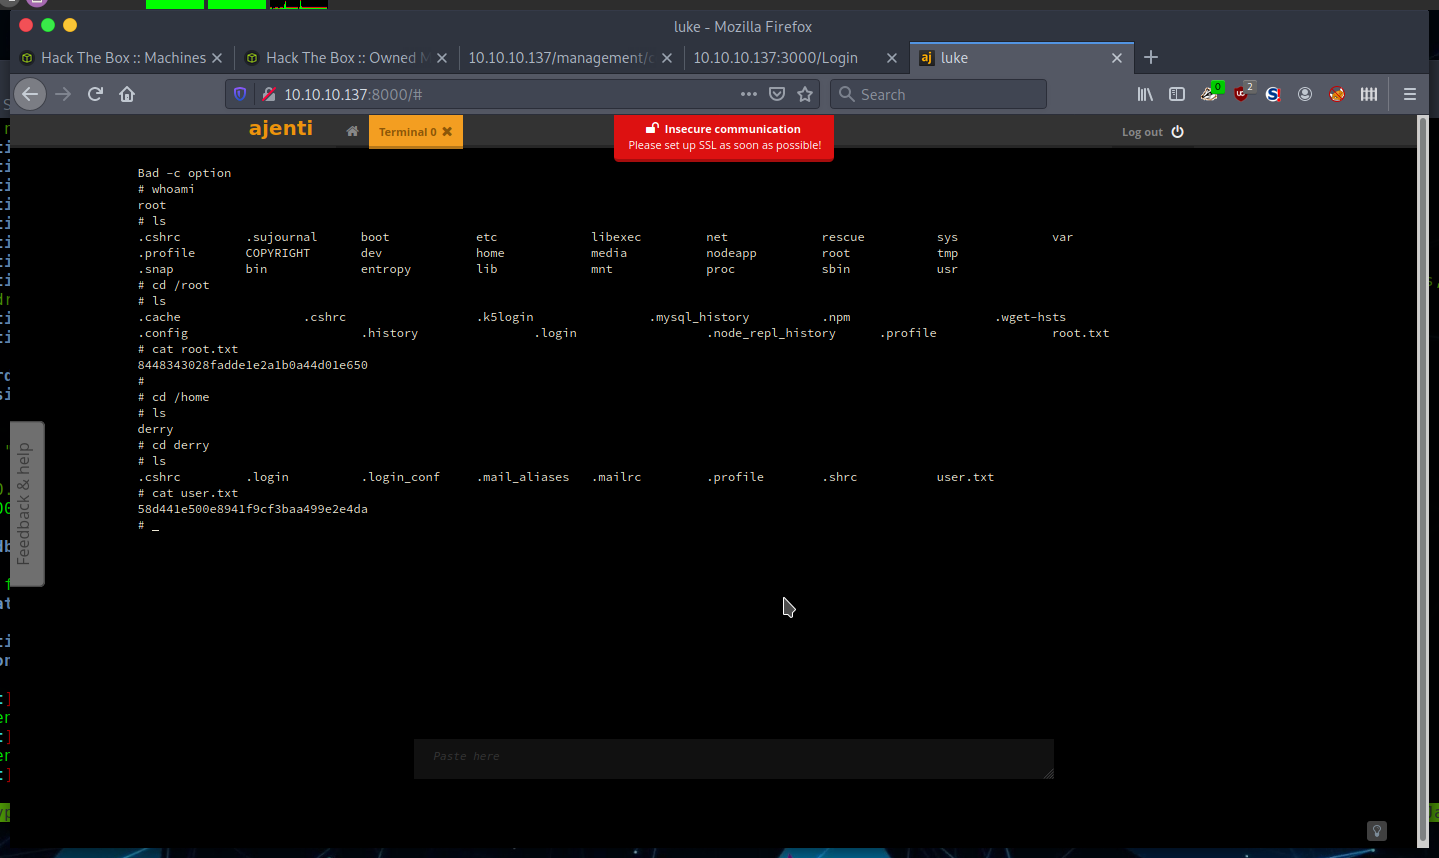 luke - Mozilla Firefox
Hack The Box :: Machines
Hack The Box :: Owned M
10.10.10.137/management/c
10.10.10.137:3000/Login
aj luke
10.10.10.137:8000/#
Search
0
2
ajenti
Terminal 0
Insecure communication
Please set up SSL as soon as possible!
Log out
Bad -c option
# whoami
root
# ls
.cshrc .sujournal boot etc libexec net rescue sys var
.profile COPYRIGHT dev home media nodeapp root tmp
.snap bin entropy lib mnt proc sbin usr
# cd /root
# ls
.cache .cshrc .k5login .mysql_history .npm .wget-hsts
.config .history .login .node_repl_history .profile root.txt
# cat root.txt
8448343028fadde1e2a1b0a44d01e650
#
# cd /home
# ls
derry
# cd derry
# ls
.cshrc .login .login_conf .mail_aliases .mailrc .profile .shrc user.txt
# cat user.txt
58d441e500e8941f9cf3baa499e2e4da
# _
Feedback & help
Paste here